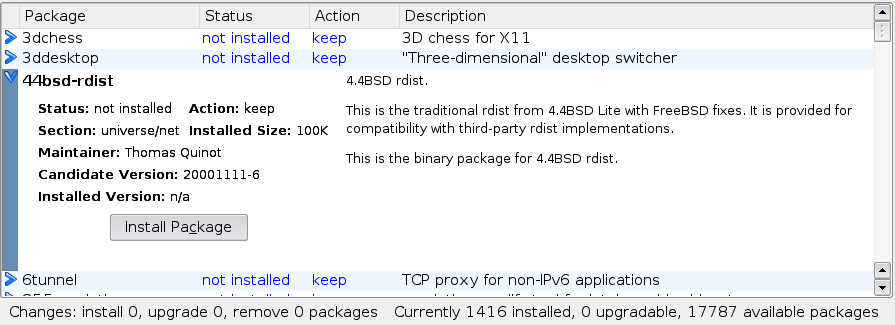 Package Status Action Description
3dchess not installed keep 3D chess for X11
3ddesktop not installed keep "Three-dimensional" desktop switcher
44bsd-rdist
Status: not installed Action: keep
Section: universe/net Installed Size: 100K
Maintainer: Thomas Quinot
Candidate Version: 20001111-6
Installed Version: n/a
Install Package
4.4BSD rdist.
This is the traditional rdist from 4.4BSD Lite with FreeBSD fixes. It is provided for
compatibility with third-party rdist implementations.
This is the binary package for 4.4BSD rdist.
6tunnel not installed keep TCP proxy for non-IPv6 applications
Changes: install 0, upgrade 0, remove 0 packages Currently 1416 installed, 0 upgradable, 17787 available packages